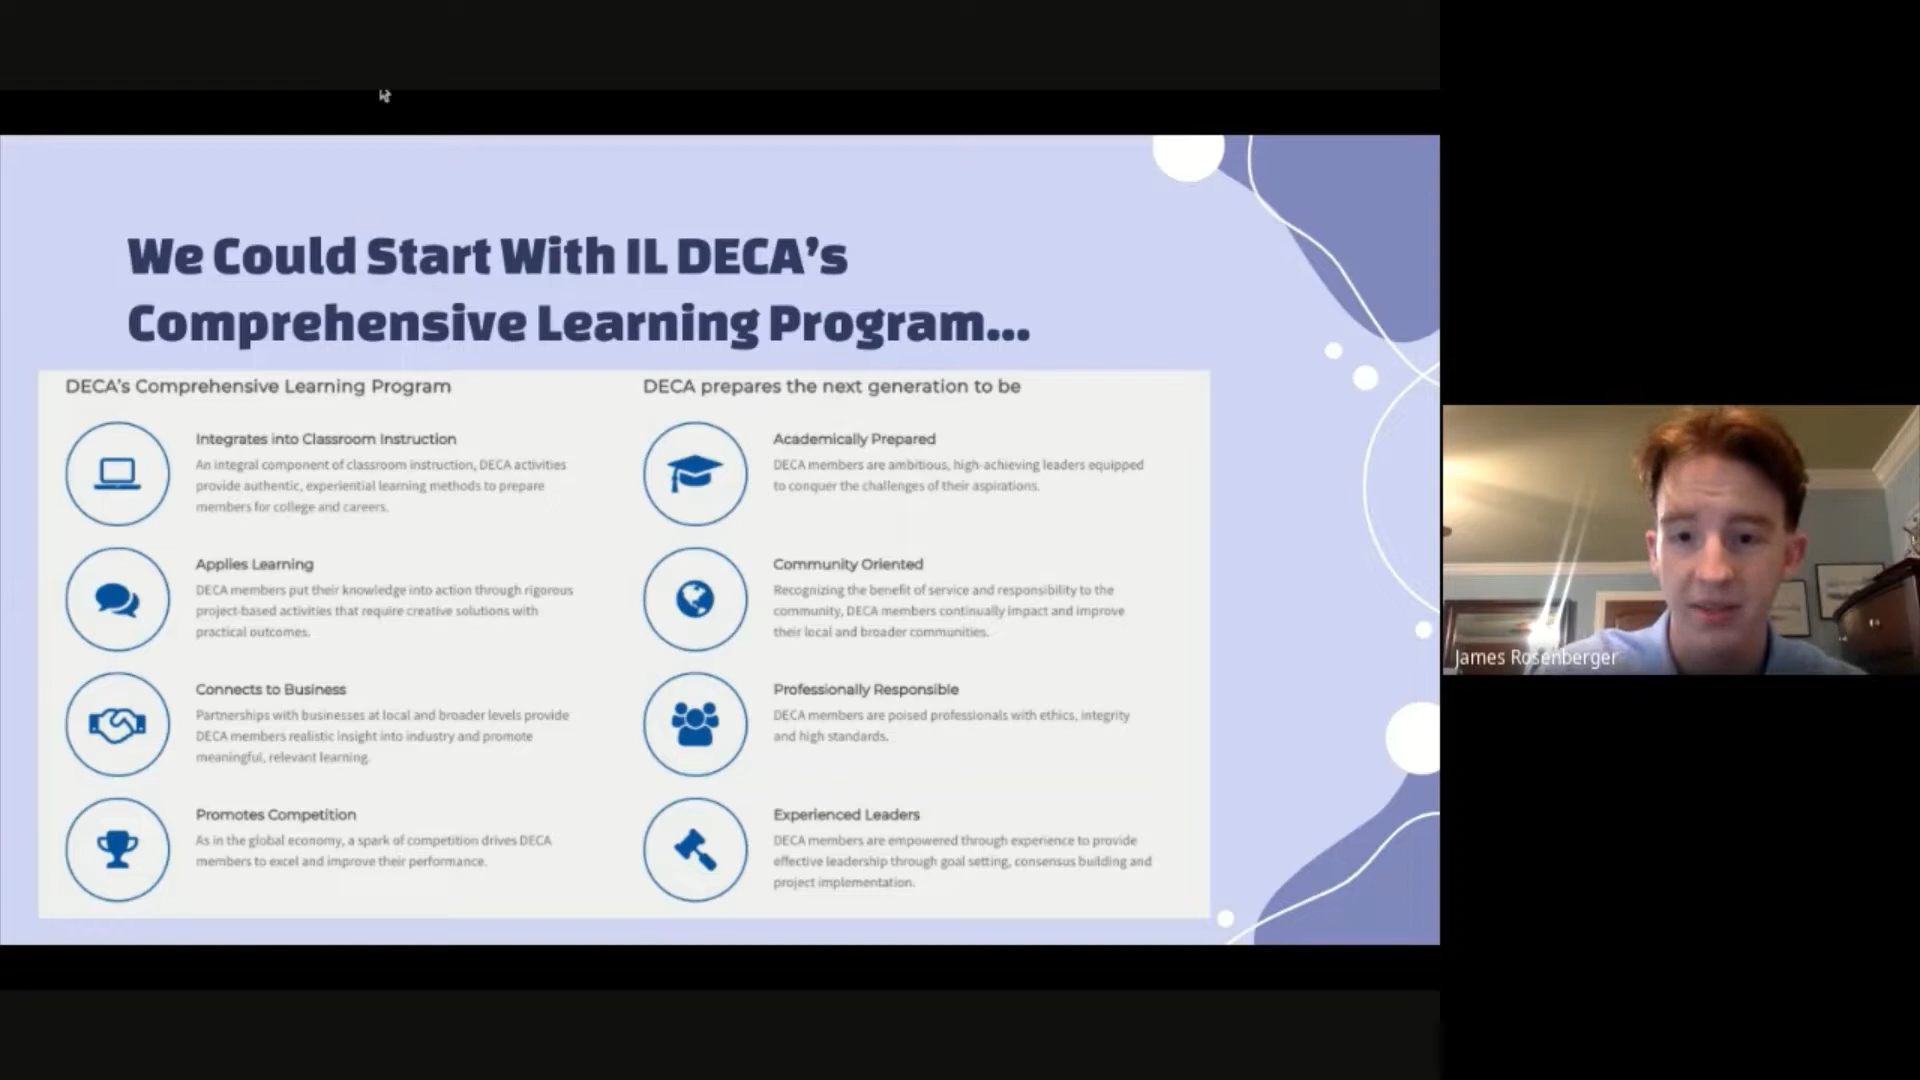 We Could Start With IL DECA’s
Comprehensive Learning Program...
DECA’s Comprehensive Learning Program
Integrates into Classroom Instruction
An integral component of classroom instruction, DECA activities
provide authentic, experiential learning methods to prepare
members for college and careers.
Applies Learning
DECA members put their knowledge into action through rigorous
project-based activities that require creative solutions with
practical outcomes.
Connects to Business
Partnerships with businesses at local and broader levels provide
DECA members realistic insight into industry and promote
meaningful, relevant learning.
Promotes Competition
As in the global economy, a spark of competition drives DECA
members to excel and improve their performance.
DECA prepares the next generation to be
Academically Prepared
DECA members are ambitious, high-achieving leaders equipped
to conquer the challenges of their aspirations.
Community Oriented
Recognizing the benefit of service and responsibility to the
community, DECA members continually impact and improve
their local and broader communities.
Professionally Responsible
DECA members are poised professionals with ethics, integrity
and high standards.
Experienced Leaders
DECA members are empowered through experience to provide
effective leadership through goal setting, consensus building and
project implementation.
James Rosenberger